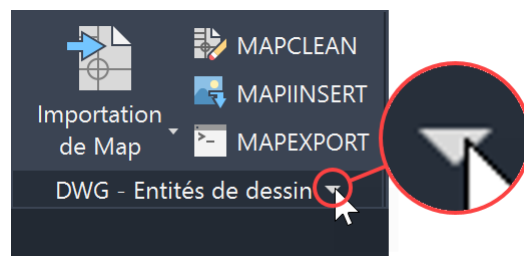 MAPCLEAN
MAPIINSERT
Importation
de Map
MAPEXPORT
DWG - Entités de dessin